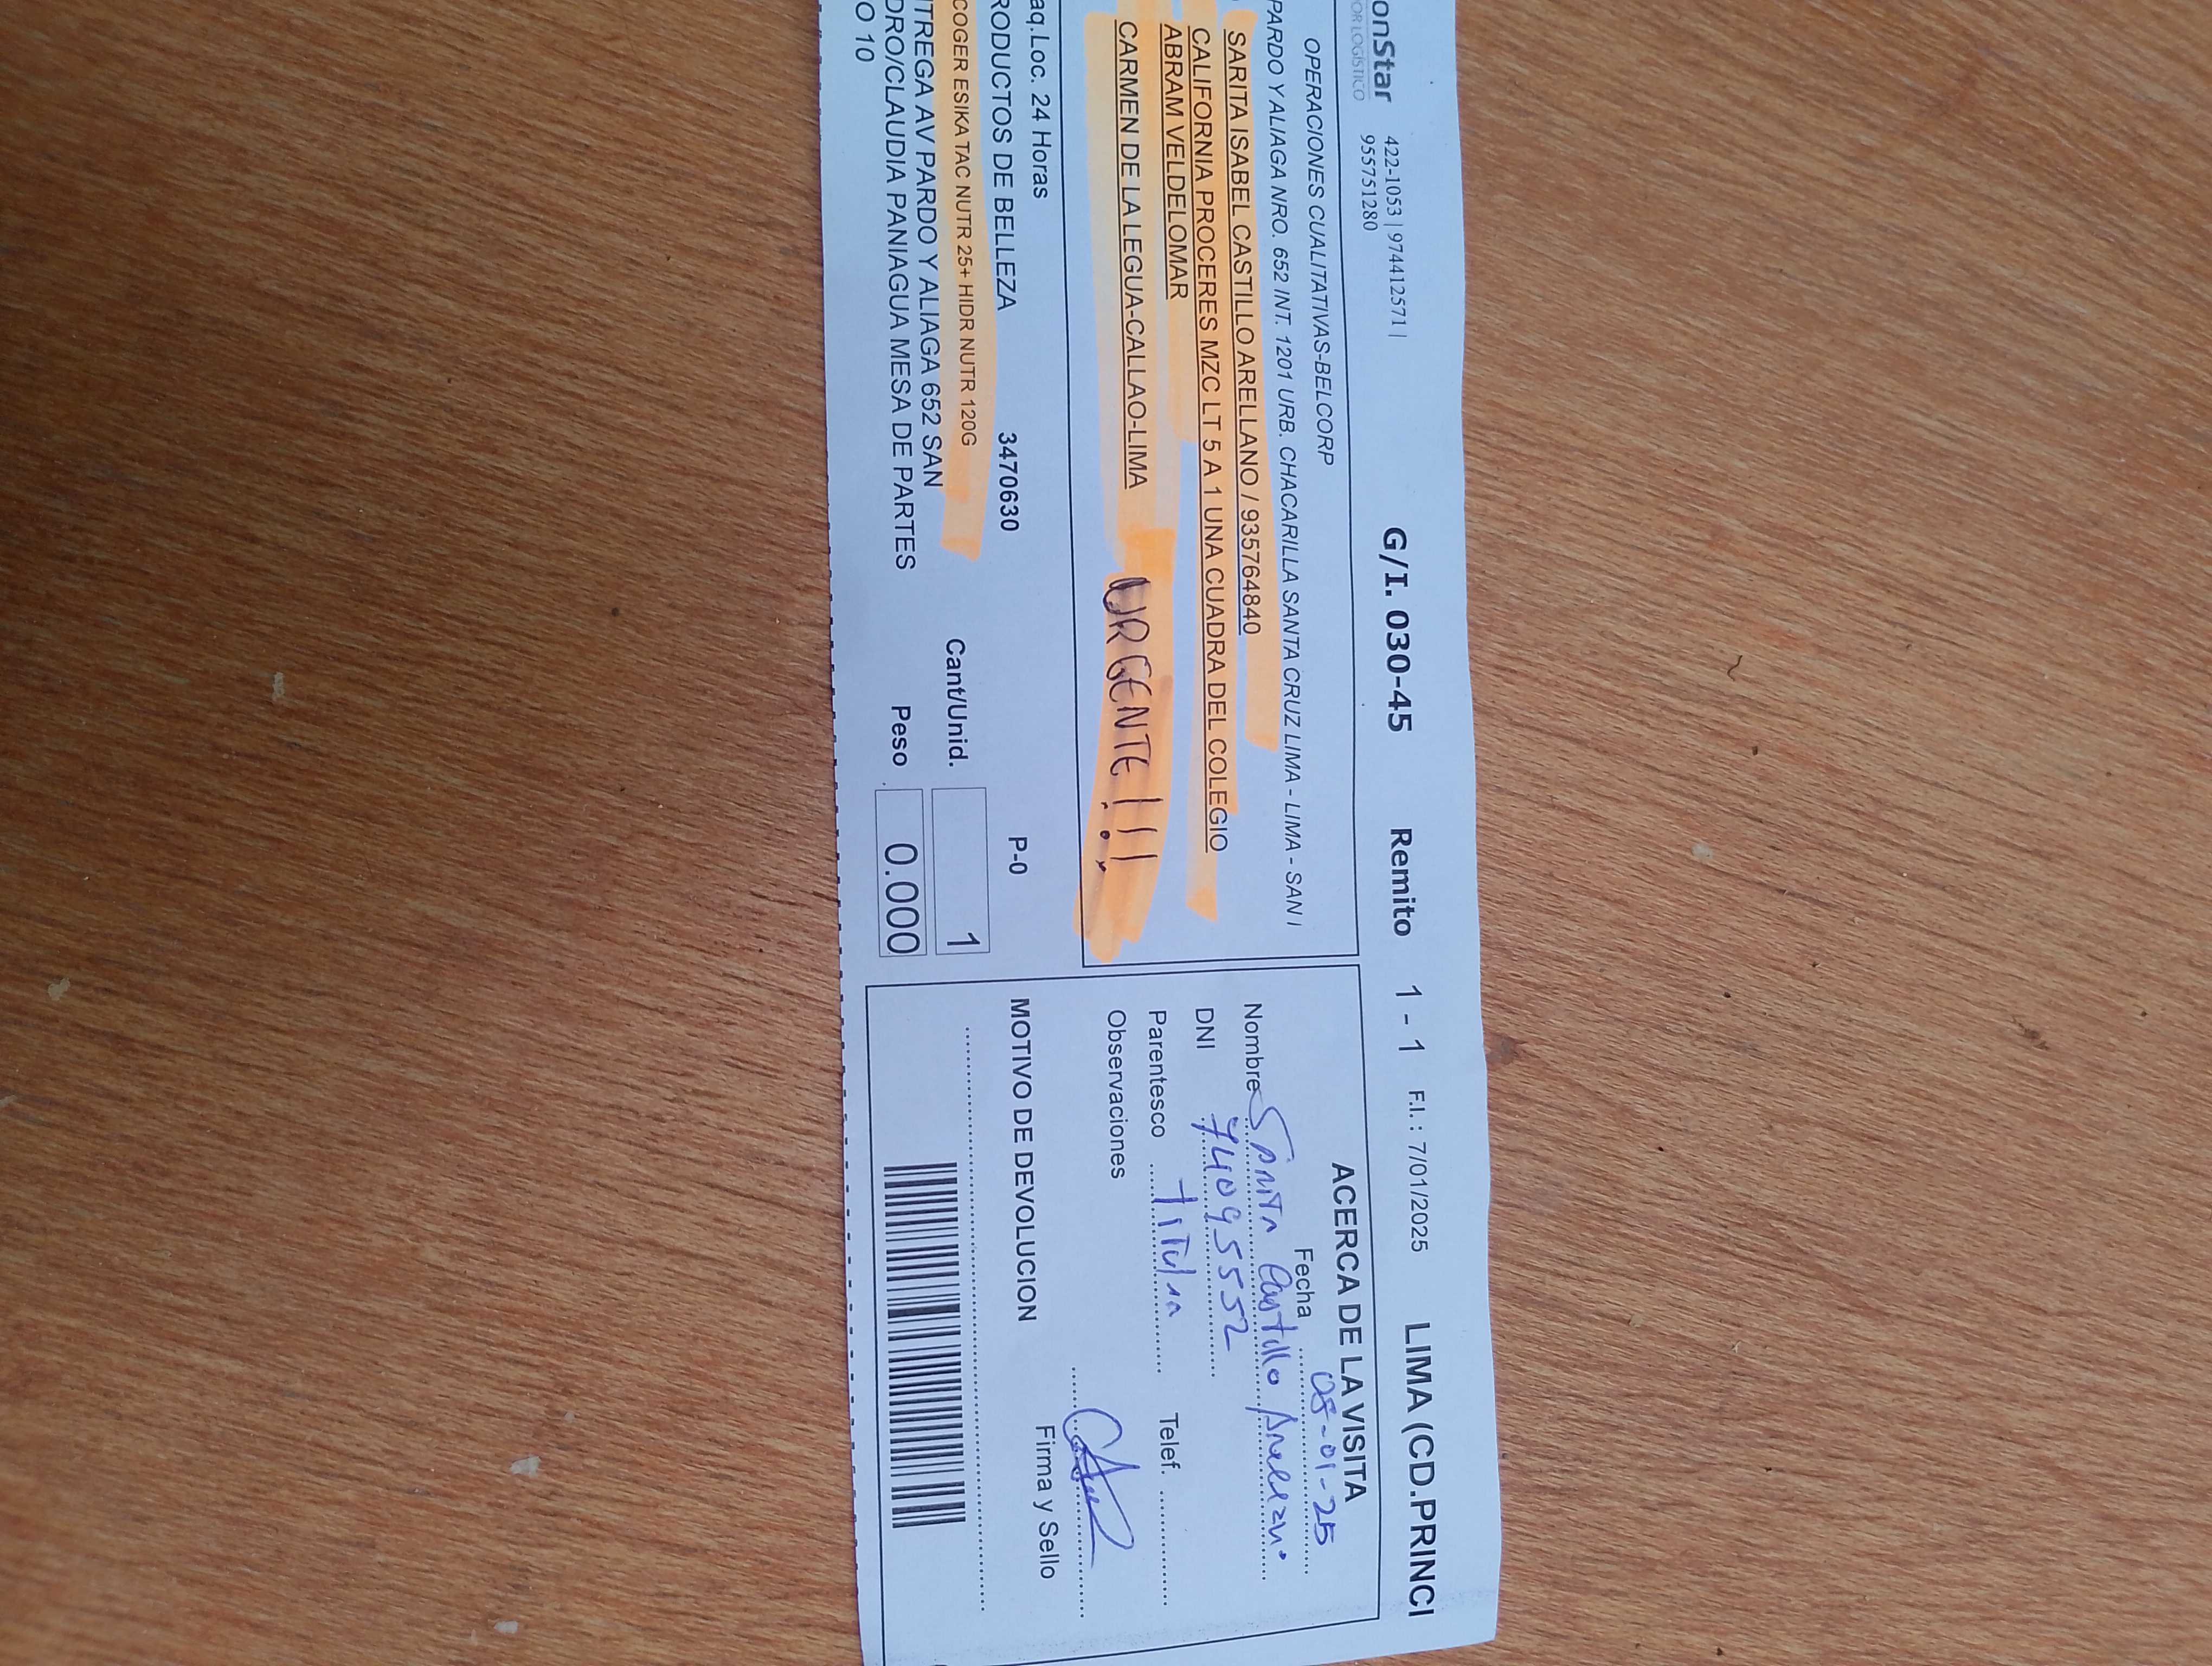 onStar
OR LOGÍSTICO
422-1053 | 974412571 |
955751280
G/I. 030-45 Remito 1 - 1 F.I. : 7/01/2025 LIMA (CD.PRINCI
OPERACIONES CUALITATIVAS-BELCORP
PARDO Y ALIAGA NRO. 652 INT. 1201 URB. CHACARILLA SANTA CRUZ LIMA - LIMA - SAN I
SARITA ISABEL CASTILLO ARELLANO / 935764840
CALIFORNIA PROCERES MZC LT 5 A 1 UNA CUADRA DEL COLEGIO
ABRAM VELDELOMAR
CARMEN DE LA LEGUA-CALLAO-LIMA
URGENTE!!!
aq.Loc. 24 Horas
RODUCTOS DE BELLEZA 3470630 P-0
COGER ESIKA TAC NUTR 25+ HIDR NUTR 120G
Cant/Unid. 1
TREGA AV PARDO Y ALIAGA 652 SAN
DRO/CLAUDIA PANIAGUA MESA DE PARTES
Peso 0.000
O 10
ACERCA DE LA VISITA
Fecha 08-01-25
Nombre Sarita Castillo Arellano
DNI 74095552
Parentesco Titular Telef.
Observaciones
Firma y Sello
MOTIVO DE DEVOLUCION